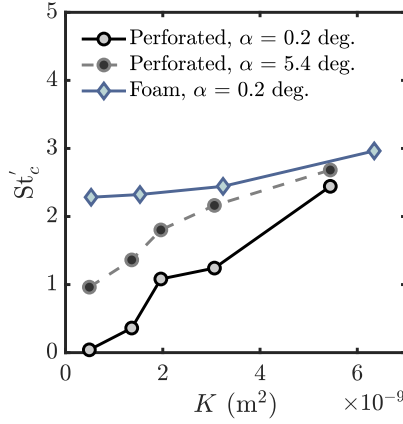 5
4
3
2
1
0
St′c
Perforated, α = 0.2 deg.
Perforated, α = 5.4 deg.
Foam, α = 0.2 deg.
0 2 4 6
K (m²) ×10⁻⁹